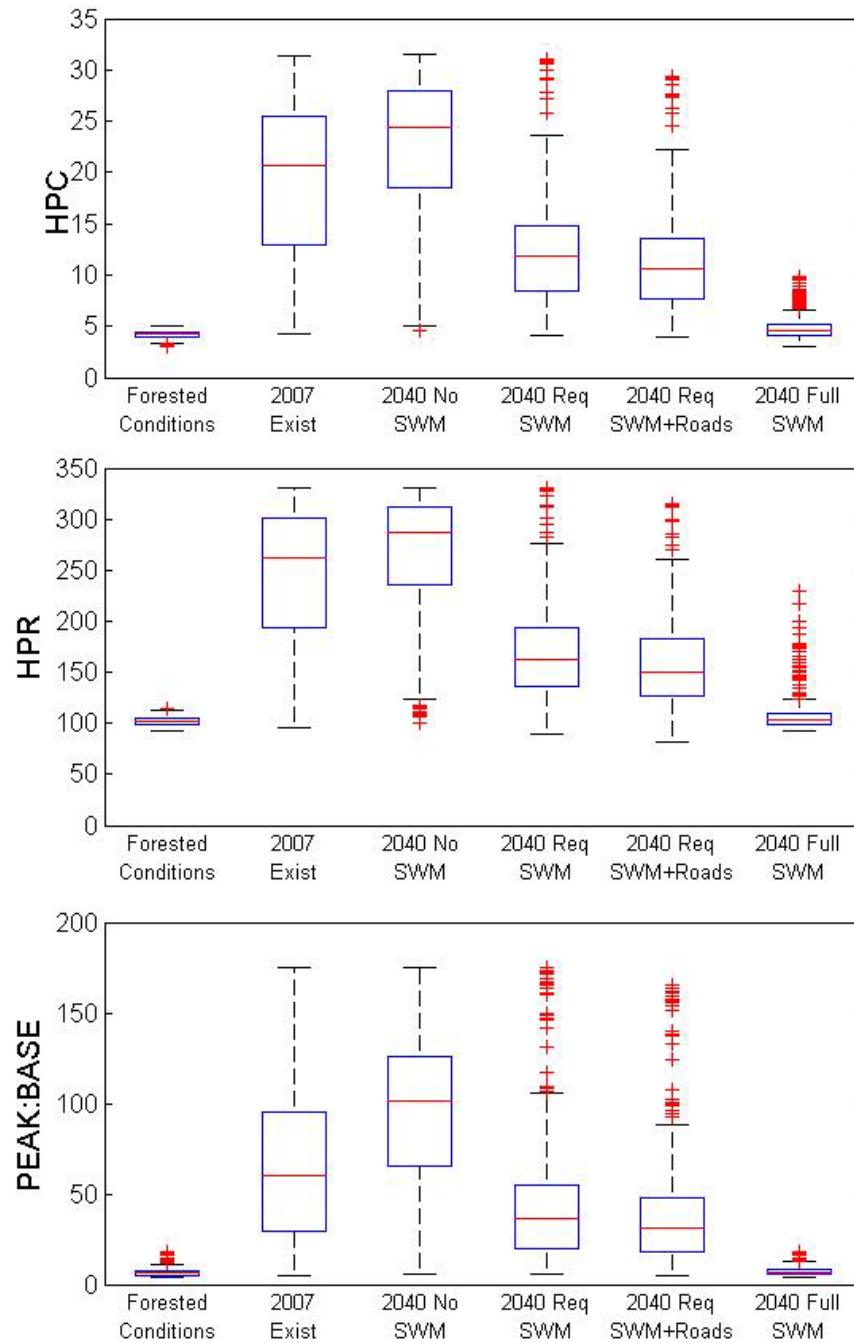 35
30
25
20
15
10
5
0
HPC
Forested 2007 2040 No 2040 Req 2040 Req 2040 Full
Conditions Exist SWM SWM SWM+Roads SWM
350
300
250
200
150
100
50
0
HPR
Forested 2007 2040 No 2040 Req 2040 Req 2040 Full
Conditions Exist SWM SWM SWM+Roads SWM
200
150
100
50
0
PEAK:BASE
Forested 2007 2040 No 2040 Req 2040 Req 2040 Full
Conditions Exist SWM SWM SWM+Roads SWM